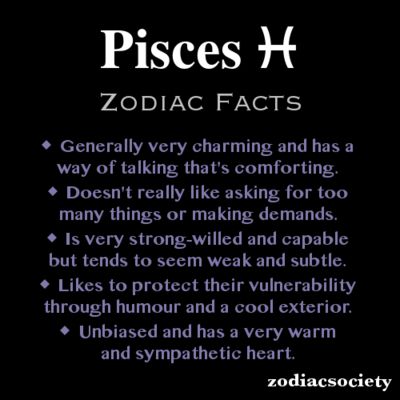 Pisces ♓
Zodiac Facts
◆ Generally very charming and has a
way of talking that's comforting.
◆ Doesn't really like asking for too
many things or making demands.
◆ Is very strong-willed and capable
but tends to seem weak and subtle.
◆ Likes to protect their vulnerability
through humour and a cool exterior.
◆ Unbiased and has a very warm
and sympathetic heart.
zodiacsociety